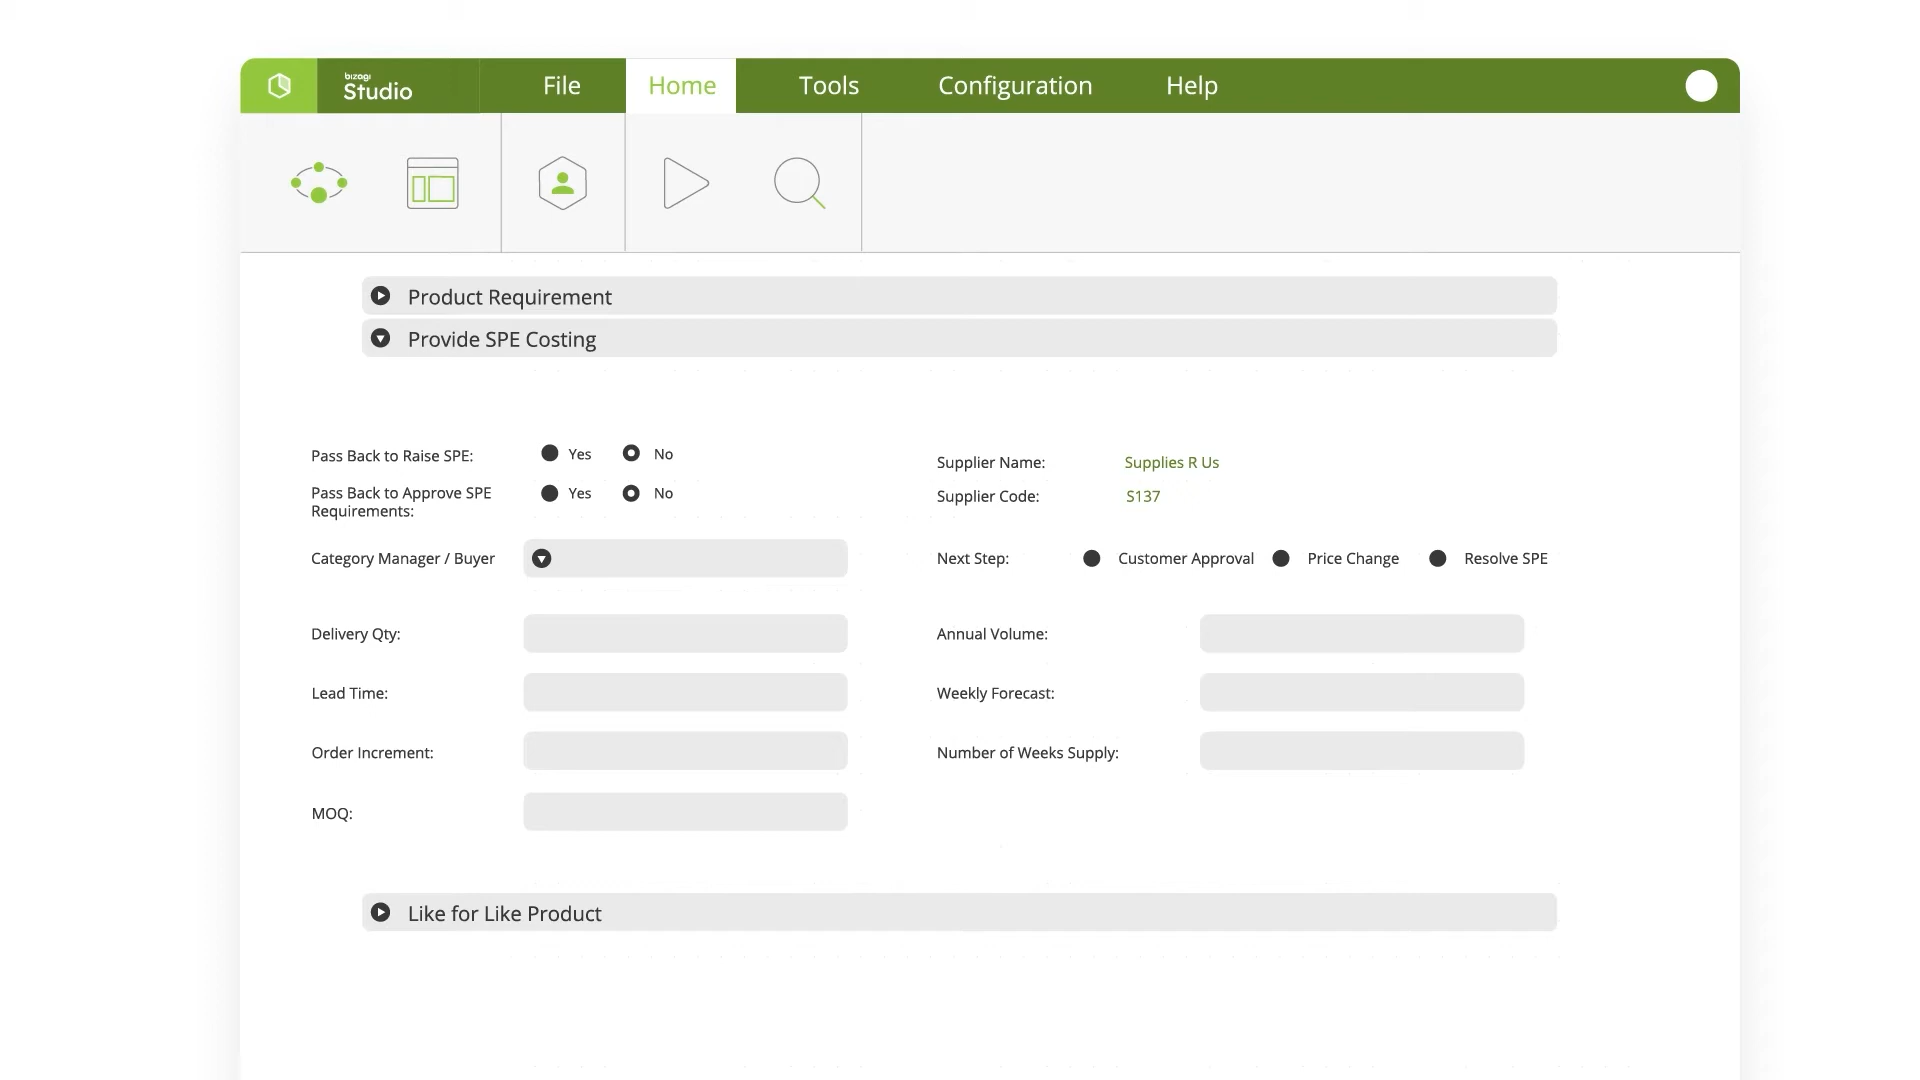 bizagi
Studio
File
Home
Tools
Configuration
Help
Product Requirement
Provide SPE Costing
Pass Back to Raise SPE:
Yes
No
Supplier Name:
Supplies R Us
Pass Back to Approve SPE
Requirements:
Yes
No
Supplier Code:
S137
Category Manager / Buyer
Next Step:
Customer Approval
Price Change
Resolve SPE
Delivery Qty:
Annual Volume:
Lead Time:
Weekly Forecast:
Order Increment:
Number of Weeks Supply:
MOQ:
Like for Like Product